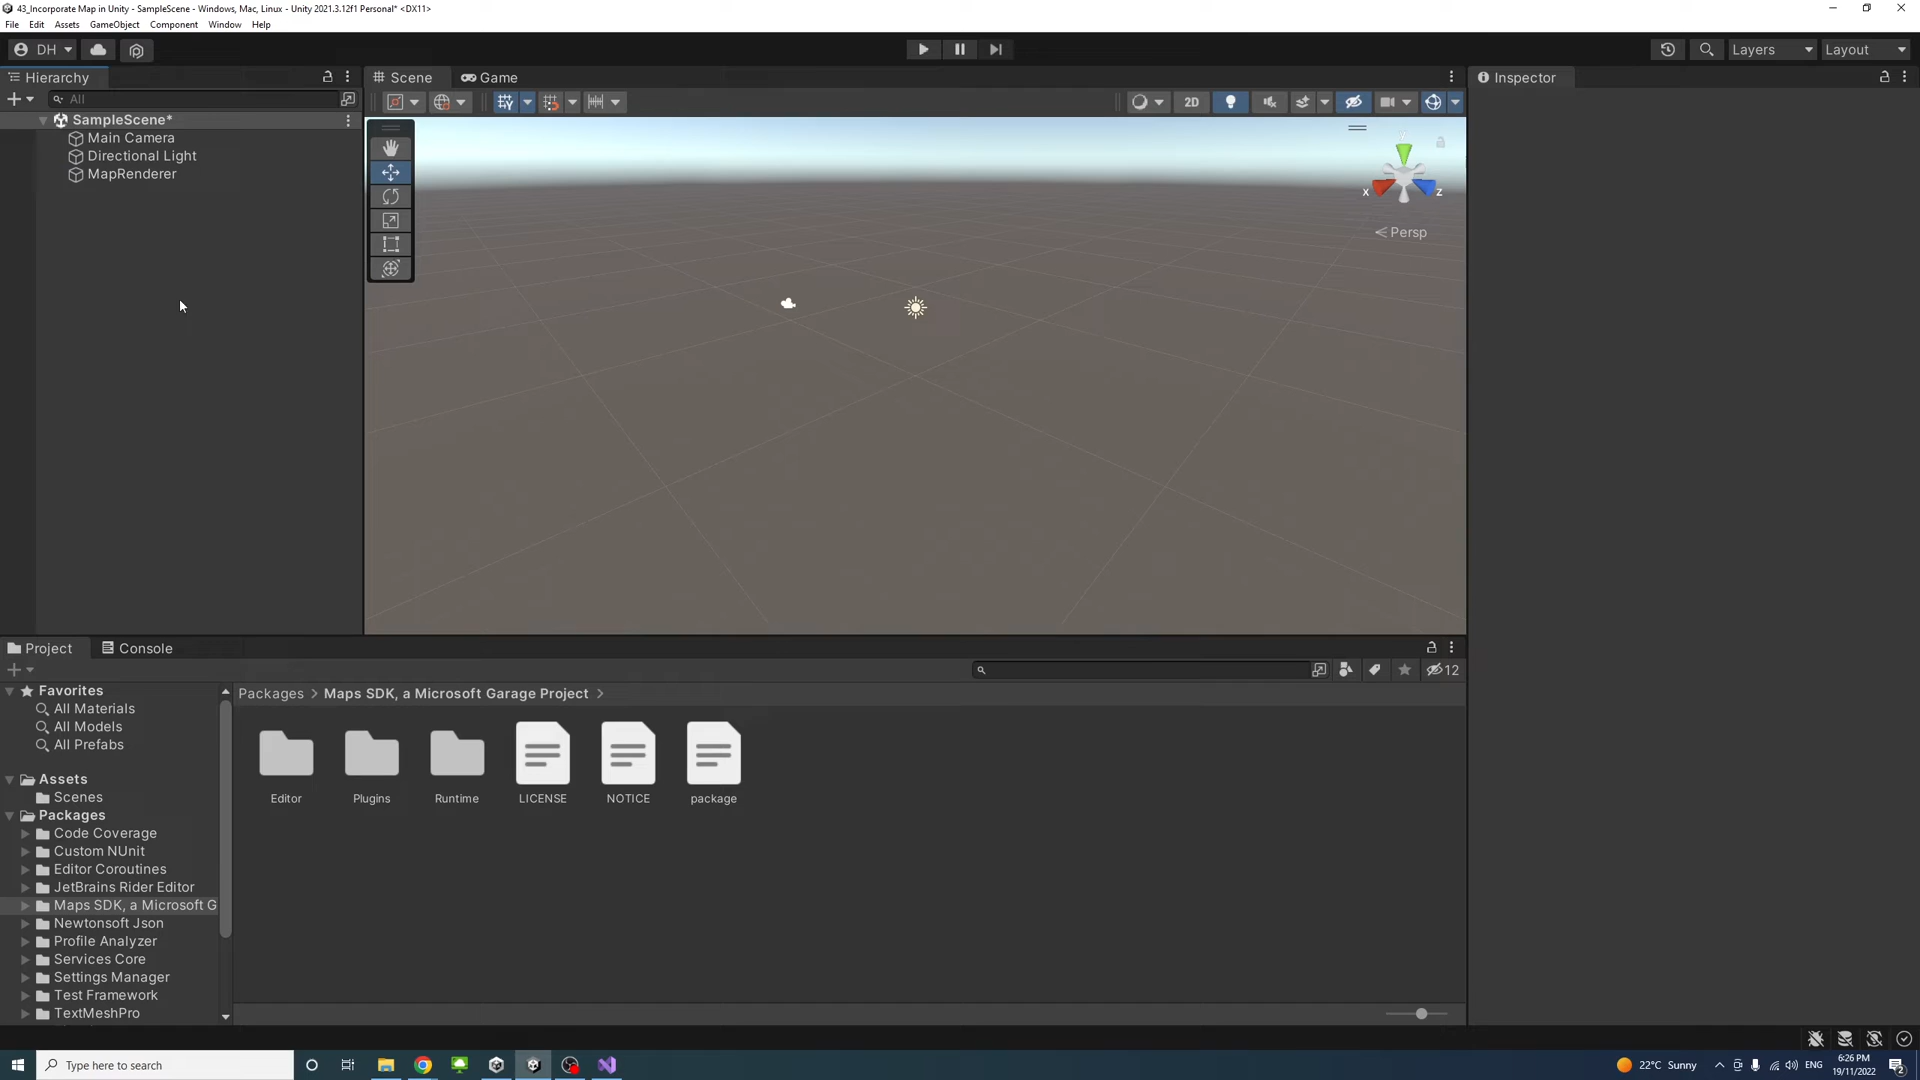 43_Incorporate Map in Unity - SampleScene - Windows, Mac, Linux - Unity 2021.3.12f1 Personal* <DX11>
File Edit Assets GameObject Component Window Help
DH
Layers
Layout
Hierarchy
Scene
Game
Inspector
All
2D
SampleScene*
Main Camera
Directional Light
MapRenderer
y
x
z
Persp
Project
Console
12
Favorites
All Materials
All Models
All Prefabs
Assets
Scenes
Packages
Code Coverage
Custom NUnit
Editor Coroutines
JetBrains Rider Editor
Maps SDK, a Microsoft G
Newtonsoft Json
Profile Analyzer
Services Core
Settings Manager
Test Framework
TextMeshPro
Packages > Maps SDK, a Microsoft Garage Project >
Editor
Plugins
Runtime
LICENSE
NOTICE
package
Type here to search
22°C Sunny
ENG
6:26 PM
19/11/2022
2